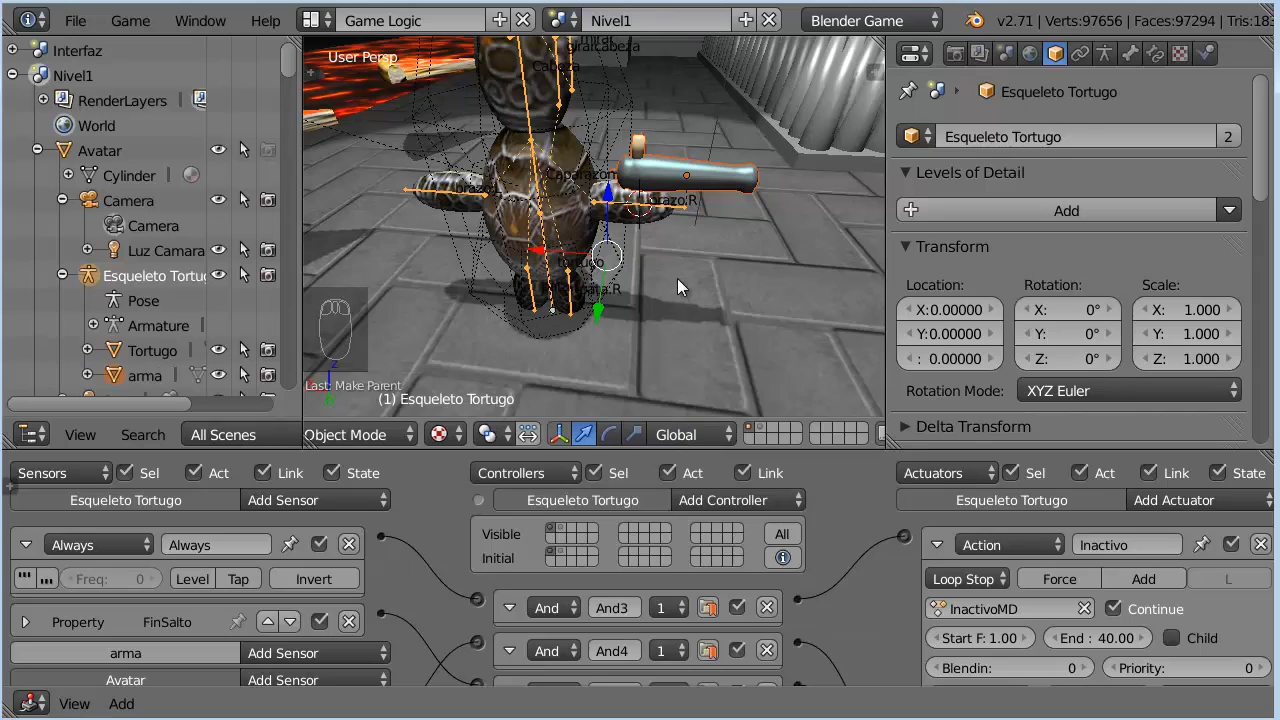 File Game Window Help Game Logic Nivel1 Blender Game v2.71 | Verts:97656 | Faces:97294 | Tris:18
Interfaz
Nivel1
RenderLayers
World
Avatar
Cylinder
Camera
Camera
Luz Camara
Esqueleto Tortug
Pose
Armature
Tortugo
arma
View Search All Scenes
User Persp
mirar
girarcabeza
Cabeza
Caparazon
brazo
brazo.R
tortugo
pata.R
Z
Last: Make Parent
(1) Esqueleto Tortugo
Object Mode Global
Esqueleto Tortugo
Esqueleto Tortugo 2
Levels of Detail
Add
Transform
Location: Rotation: Scale:
X:0.00000 X: 0° X: 1.000
Y:0.00000 Y: 0° Y: 1.000
: 0.00000 Z: 0° Z: 1.000
Rotation Mode: XYZ Euler
Delta Transform
Sensors Sel Act Link State
Esqueleto Tortugo Add Sensor
Always Always
Freq: 0 Level Tap Invert
Property FinSalto
arma Add Sensor
Avatar Add Sensor
Controllers Sel Act Link
Esqueleto Tortugo Add Controller
Visible All
Initial
And And3 1
And And4 1
Actuators Sel Act Link State
Esqueleto Tortugo Add Actuator
Action Inactivo
Loop Stop Force Add L
InactivoMD Continue
Start F: 1.00 End : 40.00 Child
Blendin: 0 Priority: 0
View Add